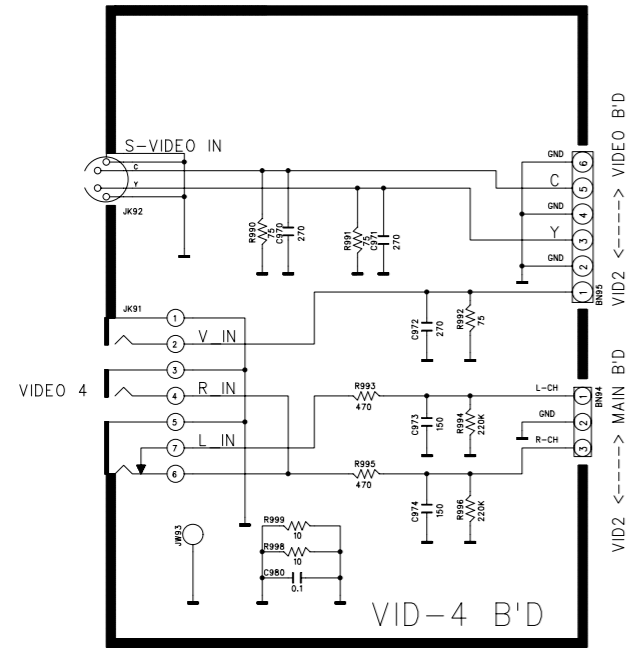 S-VIDEO IN
C
Y
JK92
R990
75
C970
270
R991
75
C971
270
GND
6
C
5
GND
4
Y
3
GND
2
1
BN95
VID2 <-----> VIDEO B'D
JK91
1
2
V_IN
3
4
R_IN
5
7
L_IN
6
VIDEO 4
C972
270
R992
75
R993
470
C973
150
R994
220K
R995
470
C974
150
R996
220K
L-CH
1
GND
2
R-CH
3
BN94
VID2 <-----> MAIN B'D
JW93
R999
10
R998
10
C980
0.1
VID-4 B'D